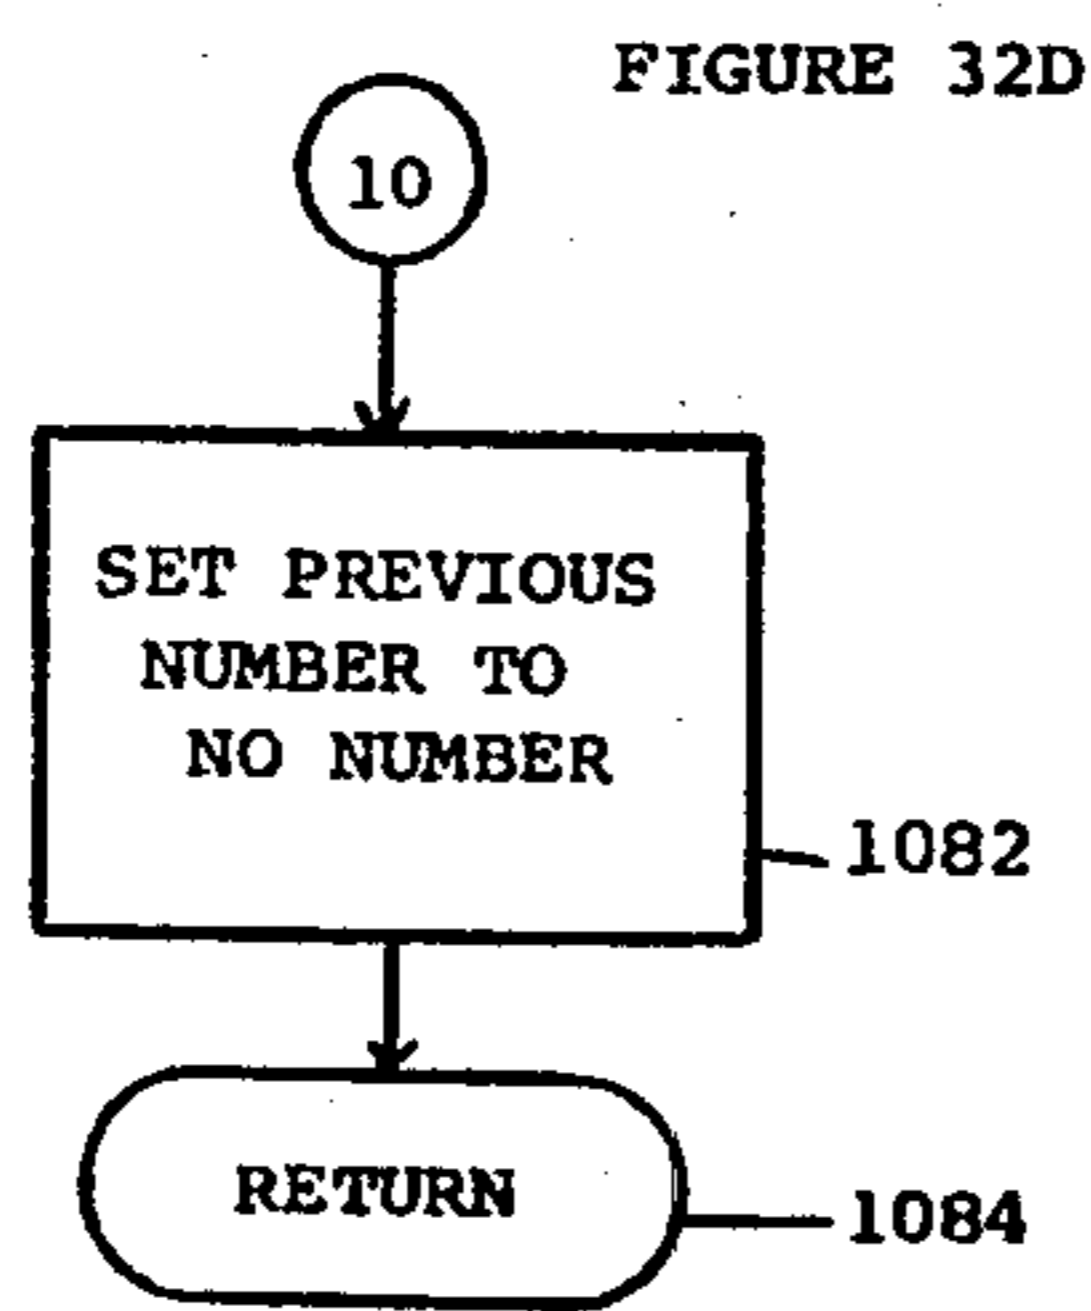 FIGURE 32D
10
SET PREVIOUS
NUMBER TO
NO NUMBER
1082
RETURN
1084